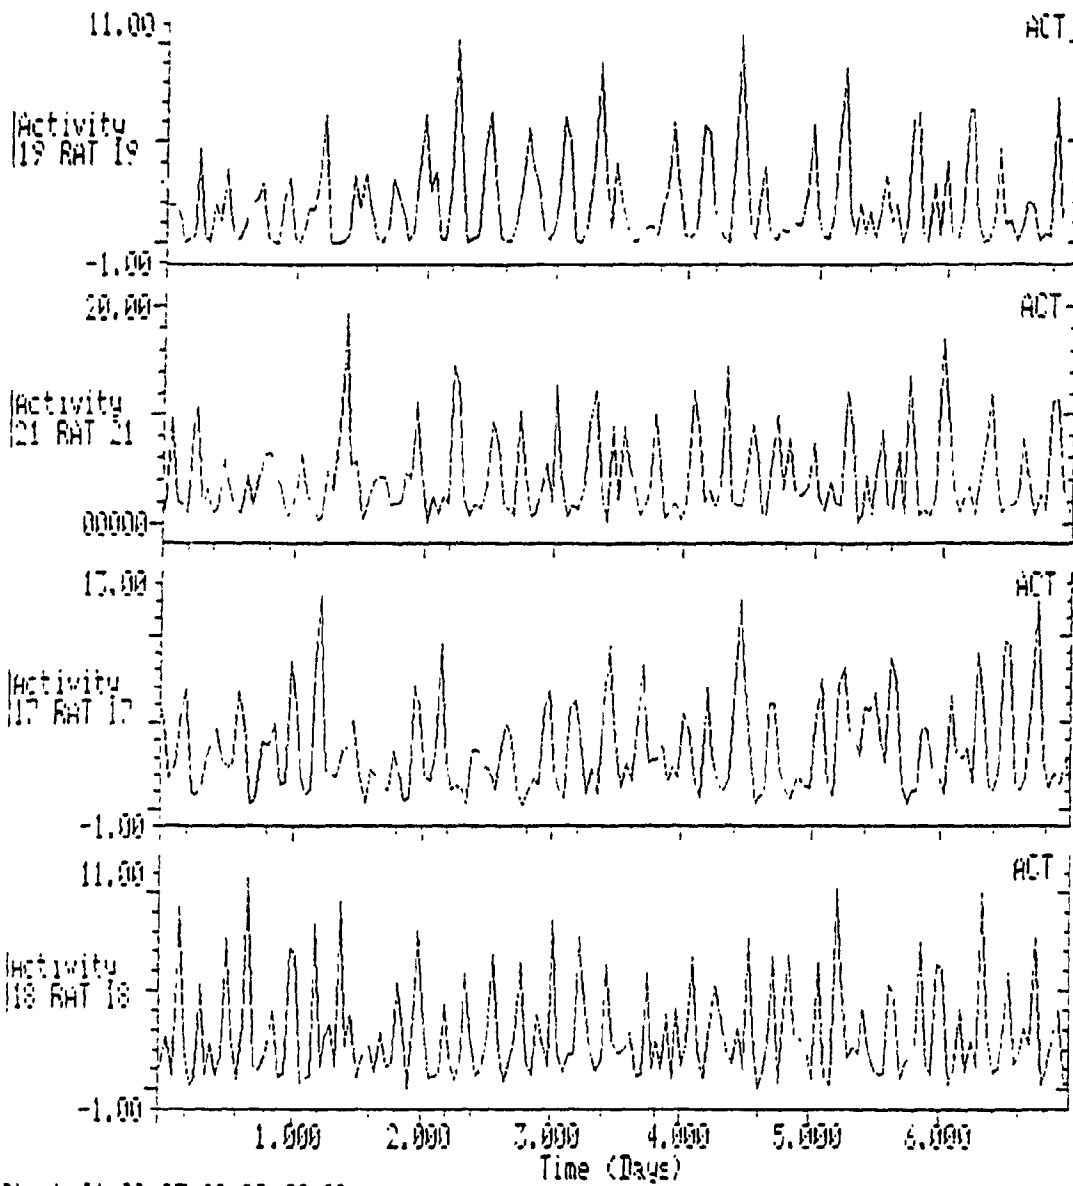 11.00
ACT
|Activity
|19 RAT 19
-1.00
20.00
ACT
|Activity
|21 RAT 21
00000
13.00
ACT
|Activity
|17 RAT 17
-1.00
11.00
ACT
|Activity
|18 RAT 18
-1.00
1.000 2.000 3.000 4.000 5.000 6.000
Time (Days)